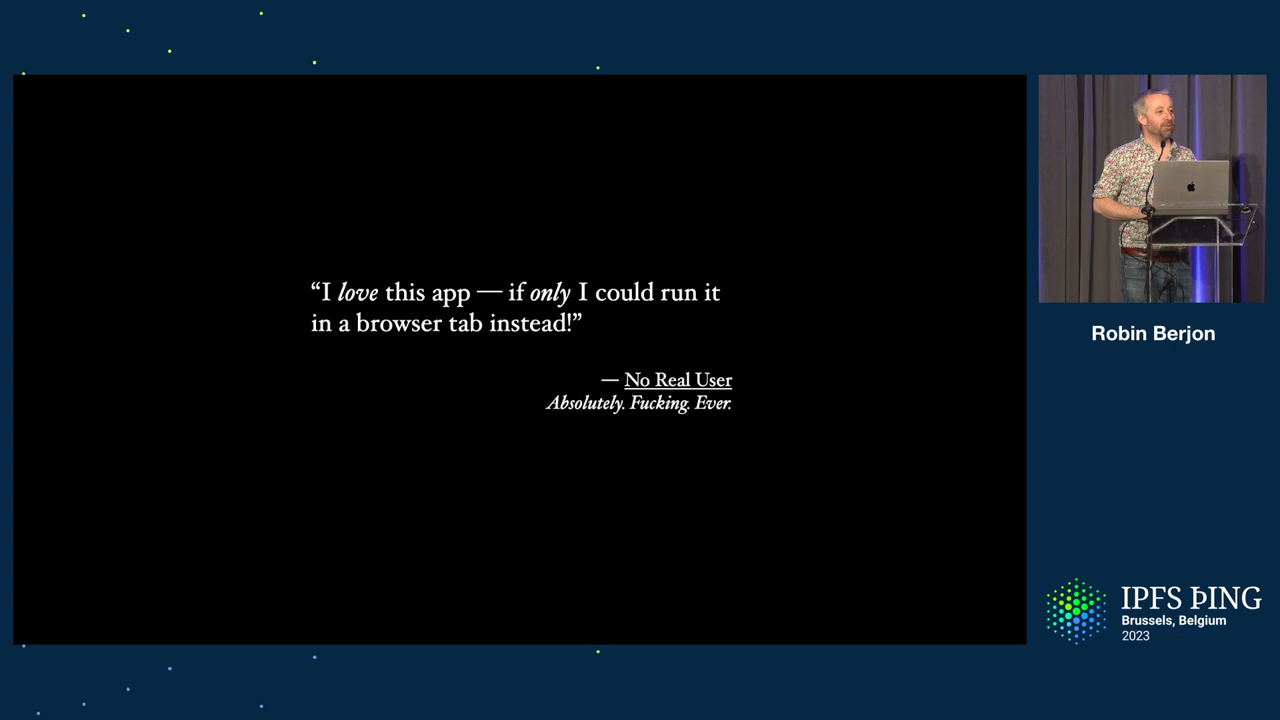 “I love this app — if only I could run it
in a browser tab instead!”
— No Real User
Absolutely. Fucking. Ever.
Robin Berjon
IPFS ÞING
Brussels, Belgium
2023